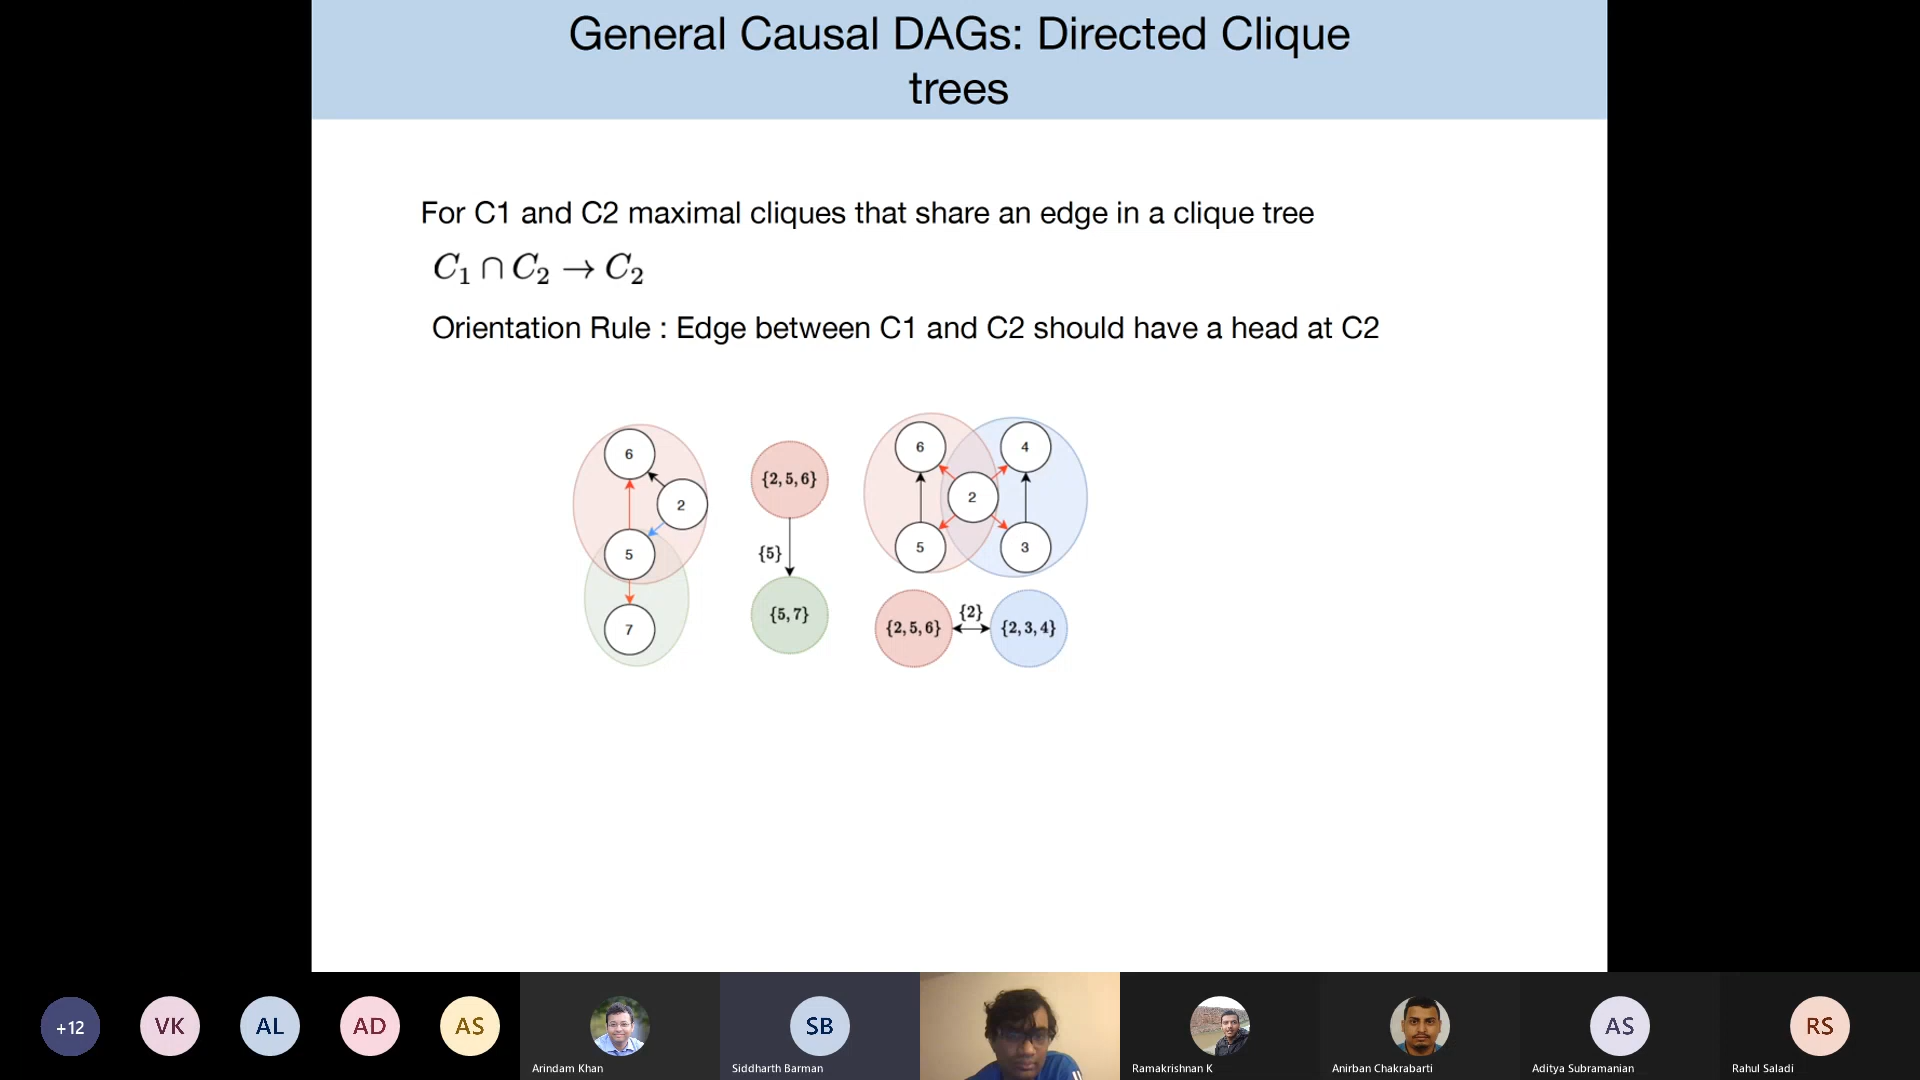 General Causal DAGs: Directed Clique
trees
For C1 and C2 maximal cliques that share an edge in a clique tree
C₁ ∩ C₂ → C₂
Orientation Rule : Edge between C1 and C2 should have a head at C2
6
2
5
7
{2, 5, 6}
{5}
{5, 7}
6
4
2
5
3
{2, 5, 6}
{2}
{2, 3, 4}
+12
VK
AL
AD
AS
Arindam Khan
SB
Siddharth Barman
Ramakrishnan K
Anirban Chakrabarti
AS
Aditya Subramanian
RS
Rahul Saladi